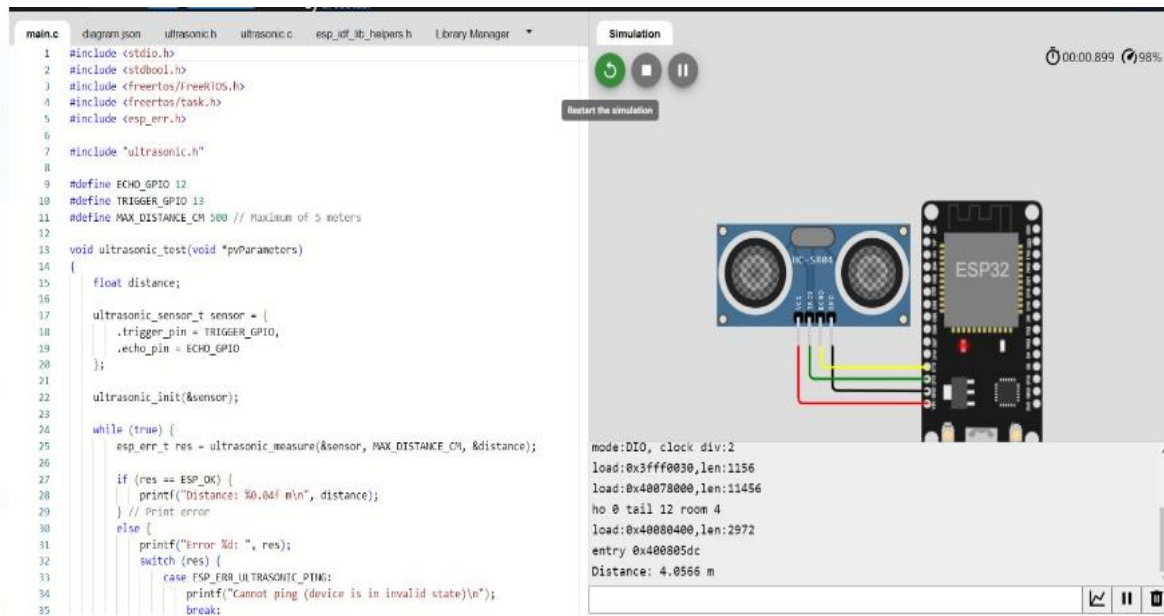 main.c diagram.json ultrasonic.h ultrasonic.c esp_idf_lib_helpers.h Library Manager
1 #include <stdio.h>
2 #include <stdbool.h>
3 #include <freertos/FreeRTOS.h>
4 #include <freertos/task.h>
5 #include <esp_err.h>
6
7 #include "ultrasonic.h"
8
9 #define ECHO_GPIO 12
10 #define TRIGGER_GPIO 13
11 #define MAX_DISTANCE_CM 500 // Maximum of 5 meters
12
13 void ultrasonic_test(void *pvParameters)
14 {
15 float distance;
16
17 ultrasonic_sensor_t sensor = {
18 .trigger_pin = TRIGGER_GPIO,
19 .echo_pin = ECHO_GPIO
20 };
21
22 ultrasonic_init(&sensor);
23
24 while (true) {
25 esp_err_t res = ultrasonic_measure(&sensor, MAX_DISTANCE_CM, &distance);
26
27 if (res == ESP_OK) {
28 printf("Distance: %0.04f m\n", distance);
29 } // Print error
30 else {
31 printf("Error %d: ", res);
32 switch (res) {
33 case ESP_ERR_ULTRASONIC_PING:
34 printf("Cannot ping (device is in invalid state)\n");
35 break;
Simulation
00:00.899 98%
Restart the simulation
HC-SR04
VCC TRIG ECHO GND
ESP32
mode:DIO, clock div:2
load:0x3fff0030,len:1156
load:0x40078000,len:11456
ho 0 tail 12 room 4
load:0x40080400,len:2972
entry 0x400805dc
Distance: 4.0566 m